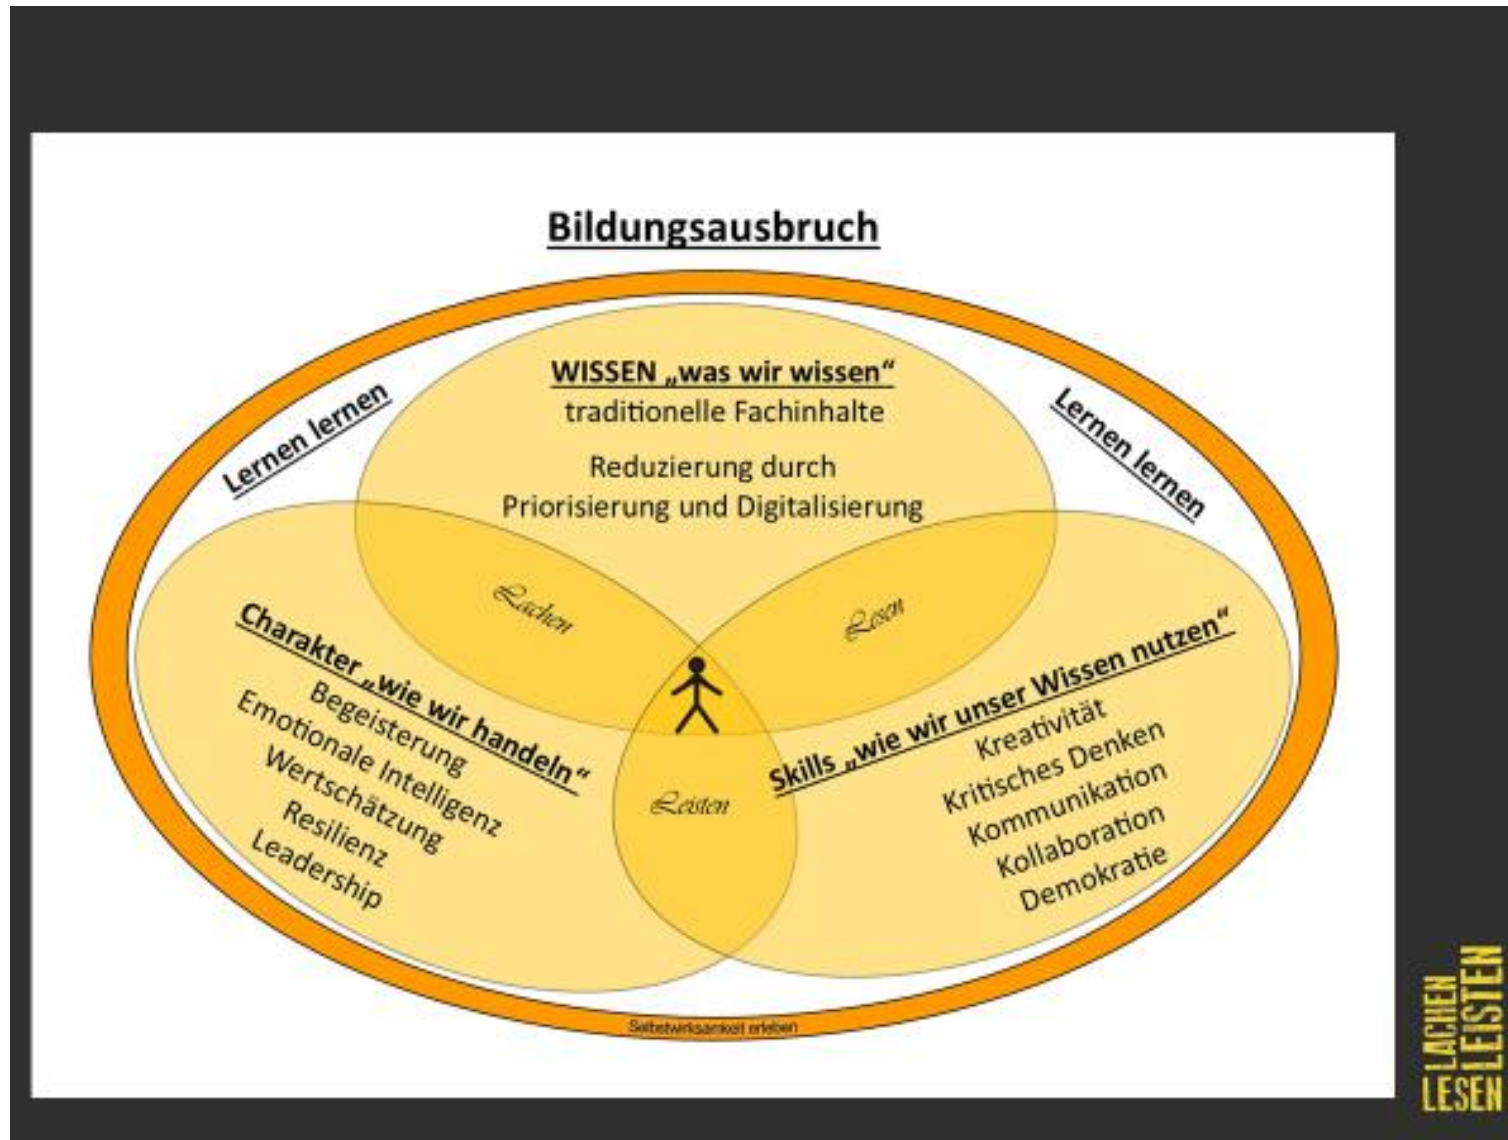 Bildungsausbruch
WISSEN „was wir wissen“
traditionelle Fachinhalte
Reduzierung durch
Priorisierung und Digitalisierung
Lernen lernen
Lernen lernen
Lachen
Lesen
Leisten
Charakter „wie wir handeln“
Begeisterung
Emotionale Intelligenz
Wertschätzung
Resilienz
Leadership
Skills „wie wir unser Wissen nutzen“
Kreativität
Kritisches Denken
Kommunikation
Kollaboration
Demokratie
Selbstwirksamkeit erleben
LACHEN
LEISTEN
LESEN